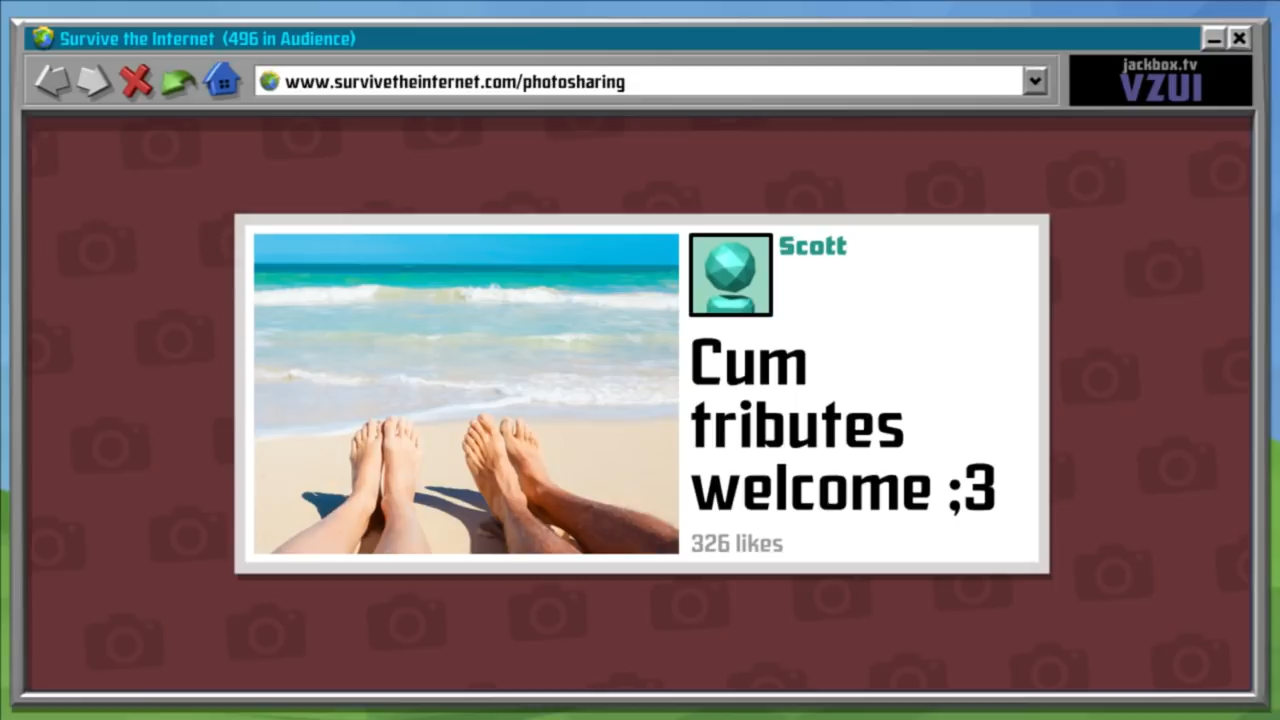 Survive the Internet (496 in Audience)
www.survivetheinternet.com/photosharing
jackbox.tv
VZUI
Scott
Cum
tributes
welcome ;3
326 likes